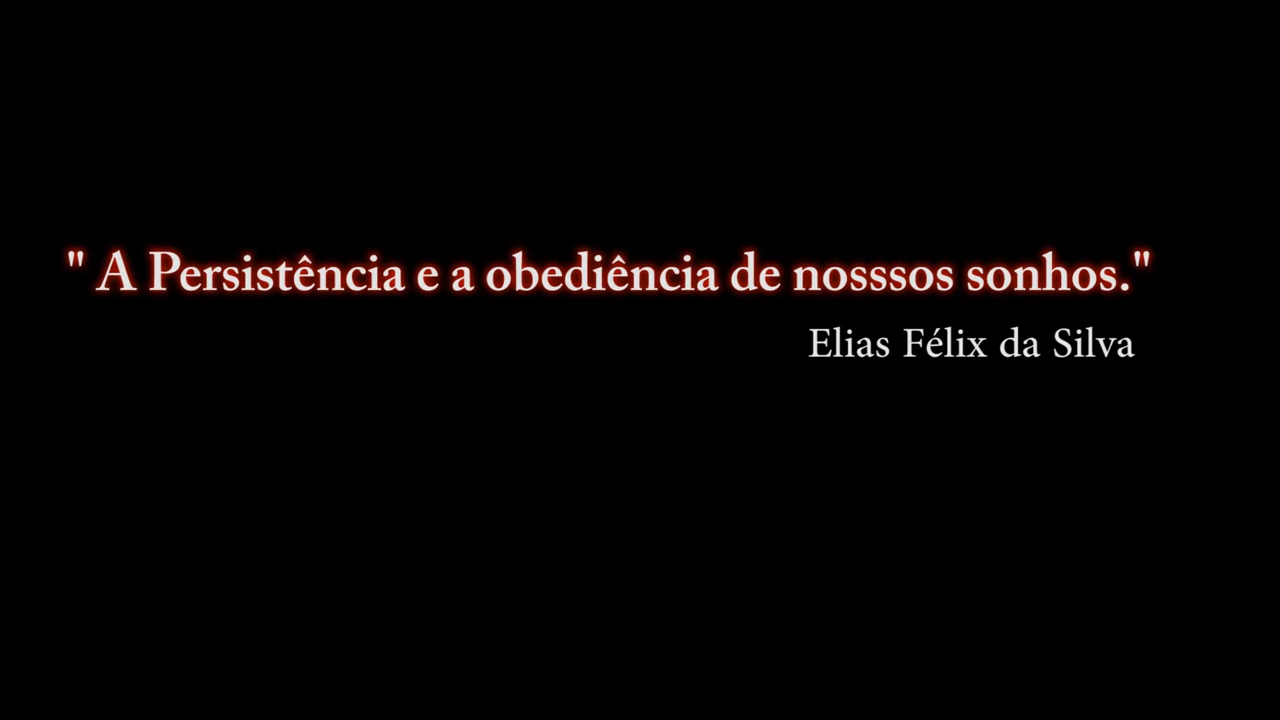 " A Persistência e a obediência de nosssos sonhos."
Elias Félix da Silva